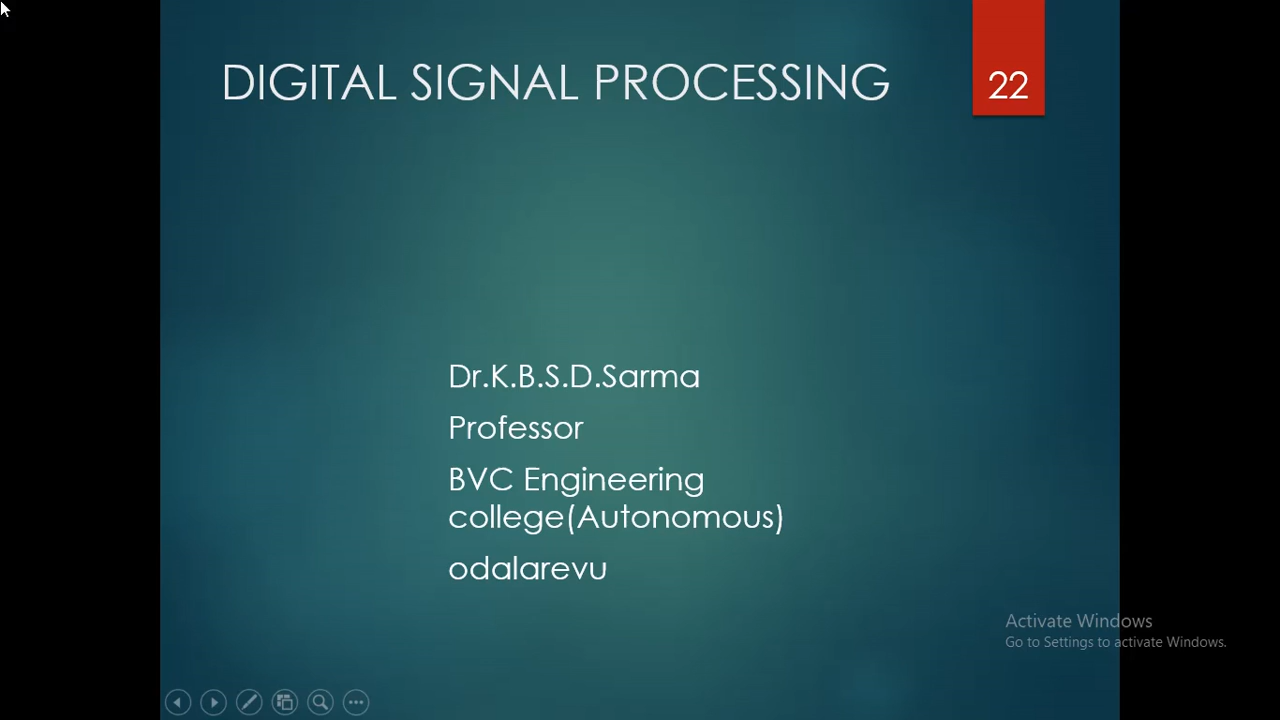 DIGITAL SIGNAL PROCESSING
22
Dr.K.B.S.D.Sarma
Professor
BVC Engineering
college(Autonomous)
odalarevu
Activate Windows
Go to Settings to activate Windows.